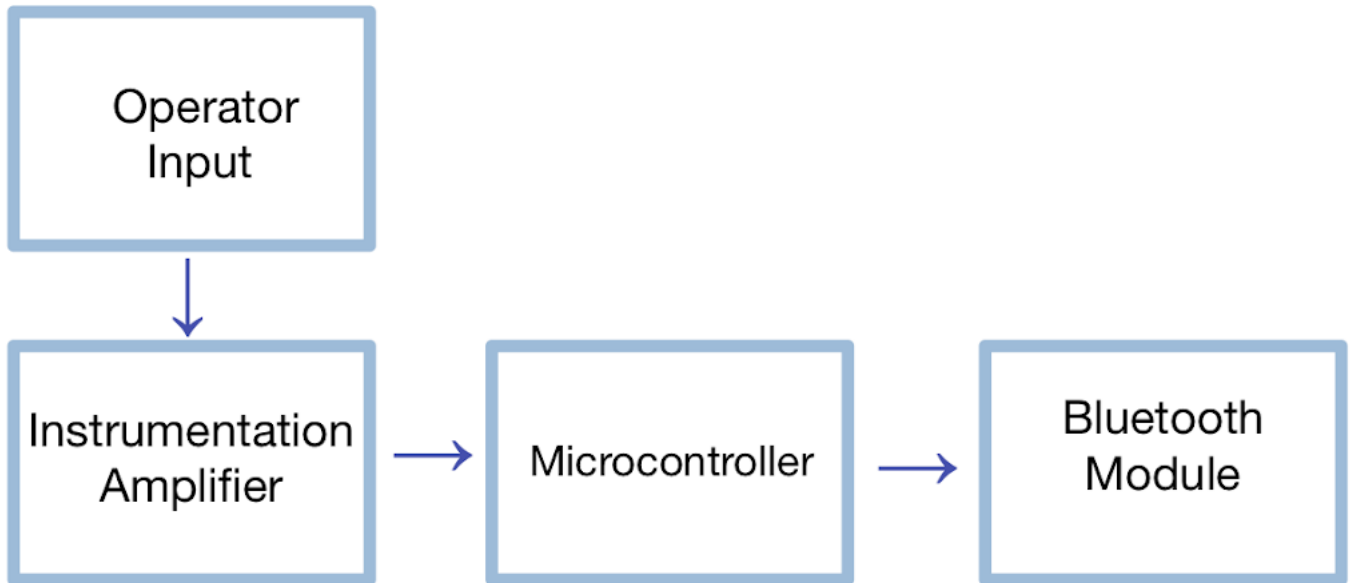 Operator
Input
Instrumentation
Amplifier
Microcontroller
Bluetooth
Module